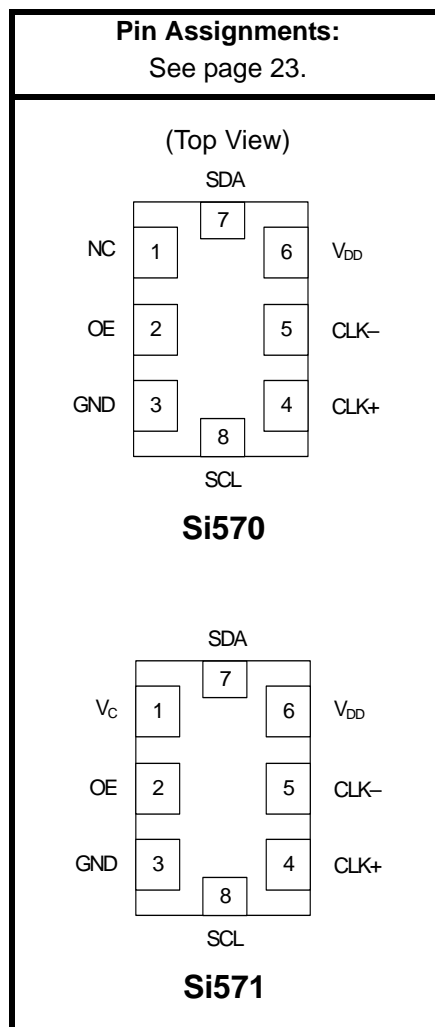 Pin Assignments:
See page 23.
(Top View)
SDA
7
NC 1 6 VDD
OE 2 5 CLK–
GND 3 4 CLK+
8
SCL
Si570
SDA
7
VC 1 6 VDD
OE 2 5 CLK–
GND 3 4 CLK+
8
SCL
Si571